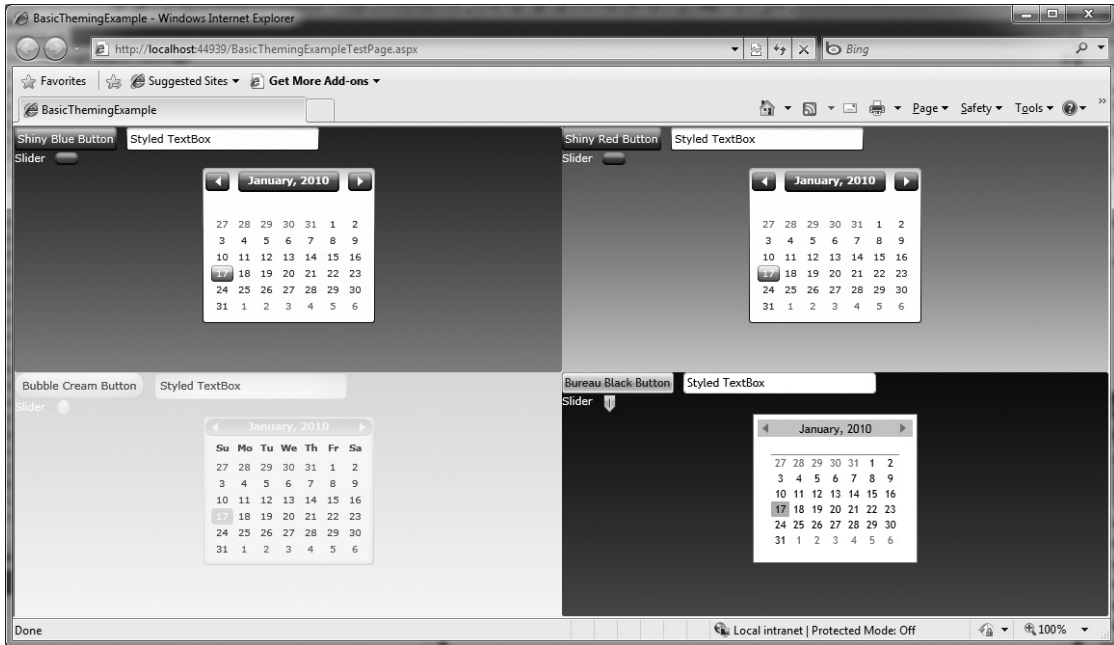 BasicThemingExample - Windows Internet Explorer
http://localhost:44939/BasicThemingExampleTestPage.aspx
Bing
Favorites Suggested Sites Get More Add-ons
BasicThemingExample
Page Safety Tools
Shiny Blue Button Styled TextBox
Slider
January, 2010
27 28 29 30 31 1 2
3 4 5 6 7 8 9
10 11 12 13 14 15 16
17 18 19 20 21 22 23
24 25 26 27 28 29 30
31 1 2 3 4 5 6
Shiny Red Button Styled TextBox
Slider
January, 2010
27 28 29 30 31 1 2
3 4 5 6 7 8 9
10 11 12 13 14 15 16
17 18 19 20 21 22 23
24 25 26 27 28 29 30
31 1 2 3 4 5 6
Bubble Cream Button Styled TextBox
Slider
January, 2010
Su Mo Tu We Th Fr Sa
27 28 29 30 31 1 2
3 4 5 6 7 8 9
10 11 12 13 14 15 16
17 18 19 20 21 22 23
24 25 26 27 28 29 30
31 1 2 3 4 5 6
Bureau Black Button Styled TextBox
Slider
January, 2010
27 28 29 30 31 1 2
3 4 5 6 7 8 9
10 11 12 13 14 15 16
17 18 19 20 21 22 23
24 25 26 27 28 29 30
31 1 2 3 4 5 6
Done
Local intranet | Protected Mode: Off
100%